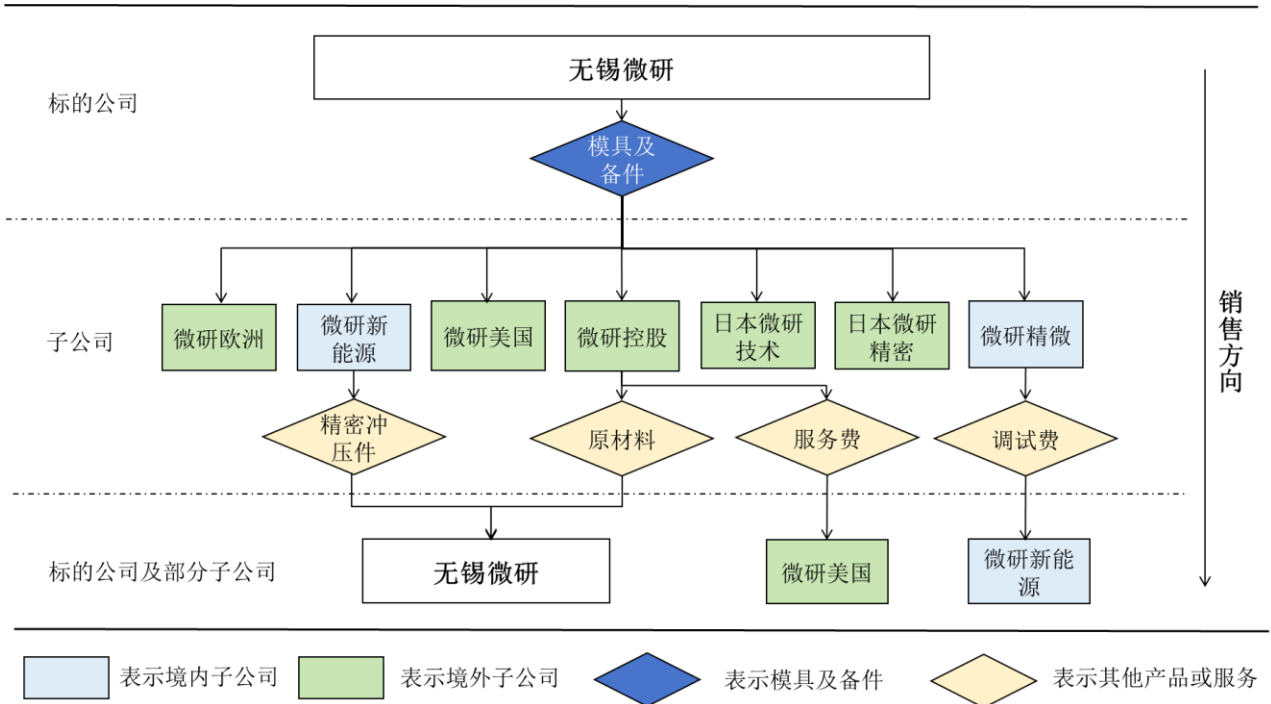 无锡微研
标的公司
模具及
备件
子公司
微研欧洲
微研新
能源
微研美国
微研控股
日本微研
技术
日本微研
精密
微研精微
销售方向
精密冲
压件
原材料
服务费
调试费
标的公司及部分子公司
无锡微研
微研美国
微研新能
源
表示境内子公司
表示境外子公司
表示模具及备件
表示其他产品或服务